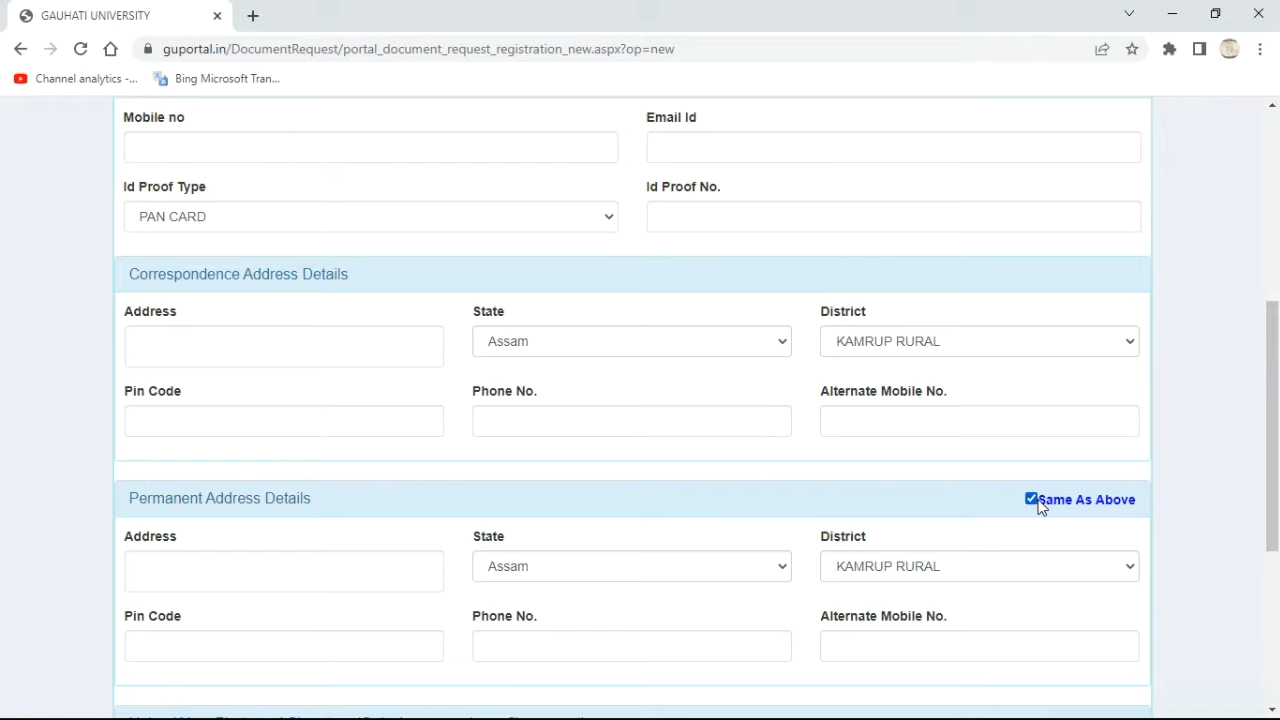 GAUHATI UNIVERSITY
guportal.in/DocumentRequest/portal_document_request_registration_new.aspx?op=new
Channel analytics -... Bing Microsoft Tran...
Mobile no Email Id
Id Proof Type Id Proof No.
PAN CARD
Correspondence Address Details
Address State District
Assam KAMRUP RURAL
Pin Code Phone No. Alternate Mobile No.
Permanent Address Details Same As Above
Address State District
Assam KAMRUP RURAL
Pin Code Phone No. Alternate Mobile No.